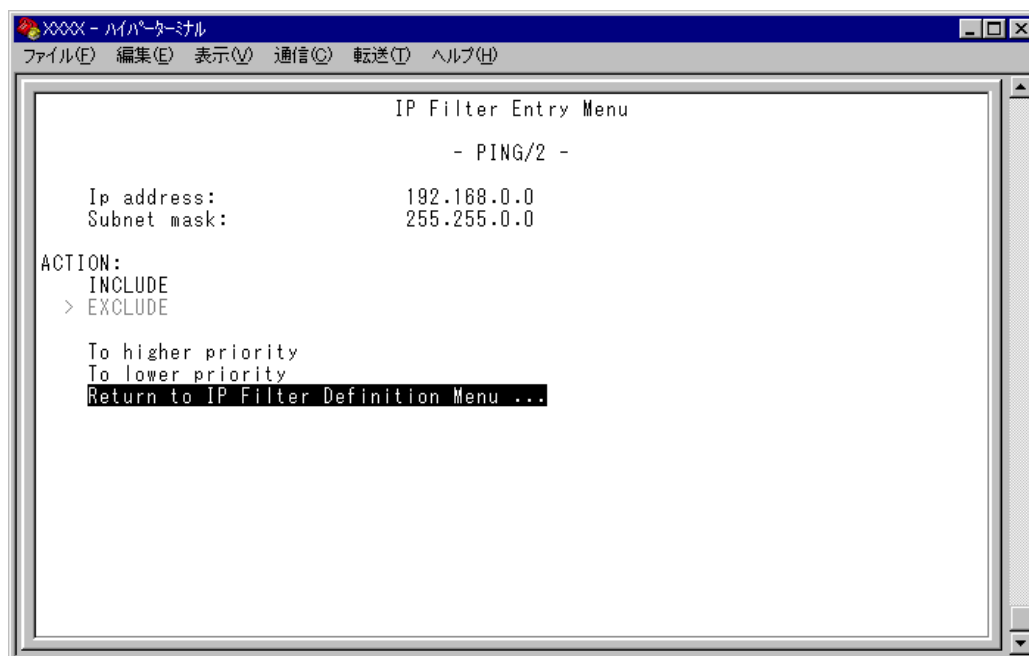 XXXX - ハイパーターミナル
ファイル(F) 編集(E) 表示(V) 通信(C) 転送(T) ヘルプ(H)
IP Filter Entry Menu
- PING/2 -
Ip address: 192.168.0.0
Subnet mask: 255.255.0.0
ACTION:
INCLUDE
> EXCLUDE
To higher priority
To lower priority
Return to IP Filter Definition Menu ...